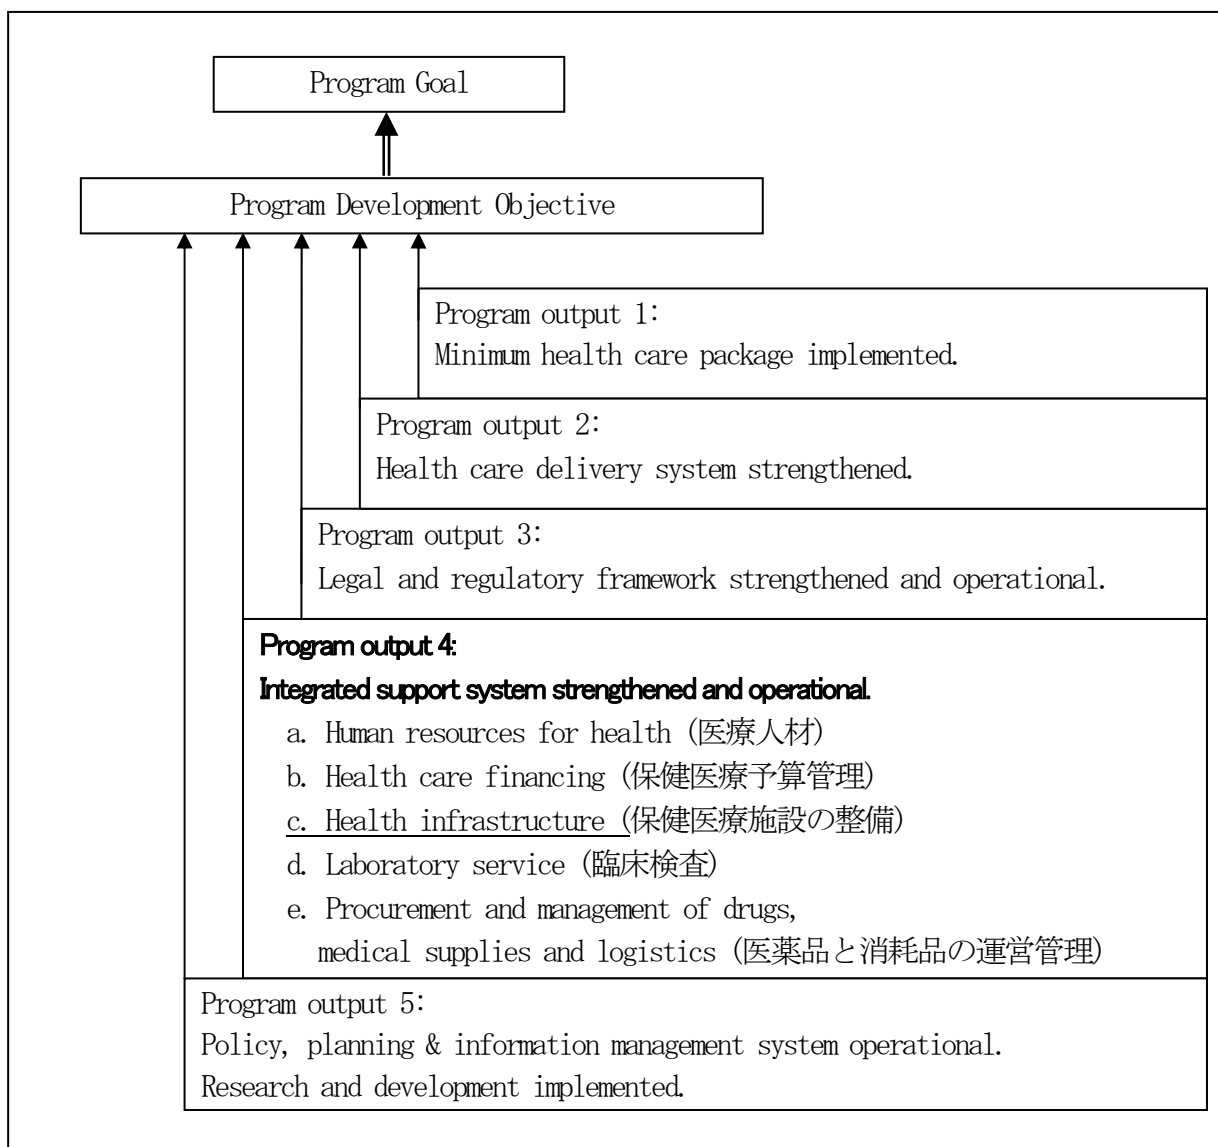 Program Goal
Program Development Objective
Program output 1:
Minimum health care package implemented.
Program output 2:
Health care delivery system strengthened.
Program output 3:
Legal and regulatory framework strengthened and operational.
Program output 4:
Integrated support system strengthened and operational.
a. Human resources for health (医療人材)
b. Health care financing (保健医療予算管理)
c. Health infrastructure (保健医療施設の整備)
d. Laboratory service (臨床検査)
e. Procurement and management of drugs,
medical supplies and logistics (医薬品と消耗品の運営管理)
Program output 5:
Policy, planning & information management system operational.
Research and development implemented.